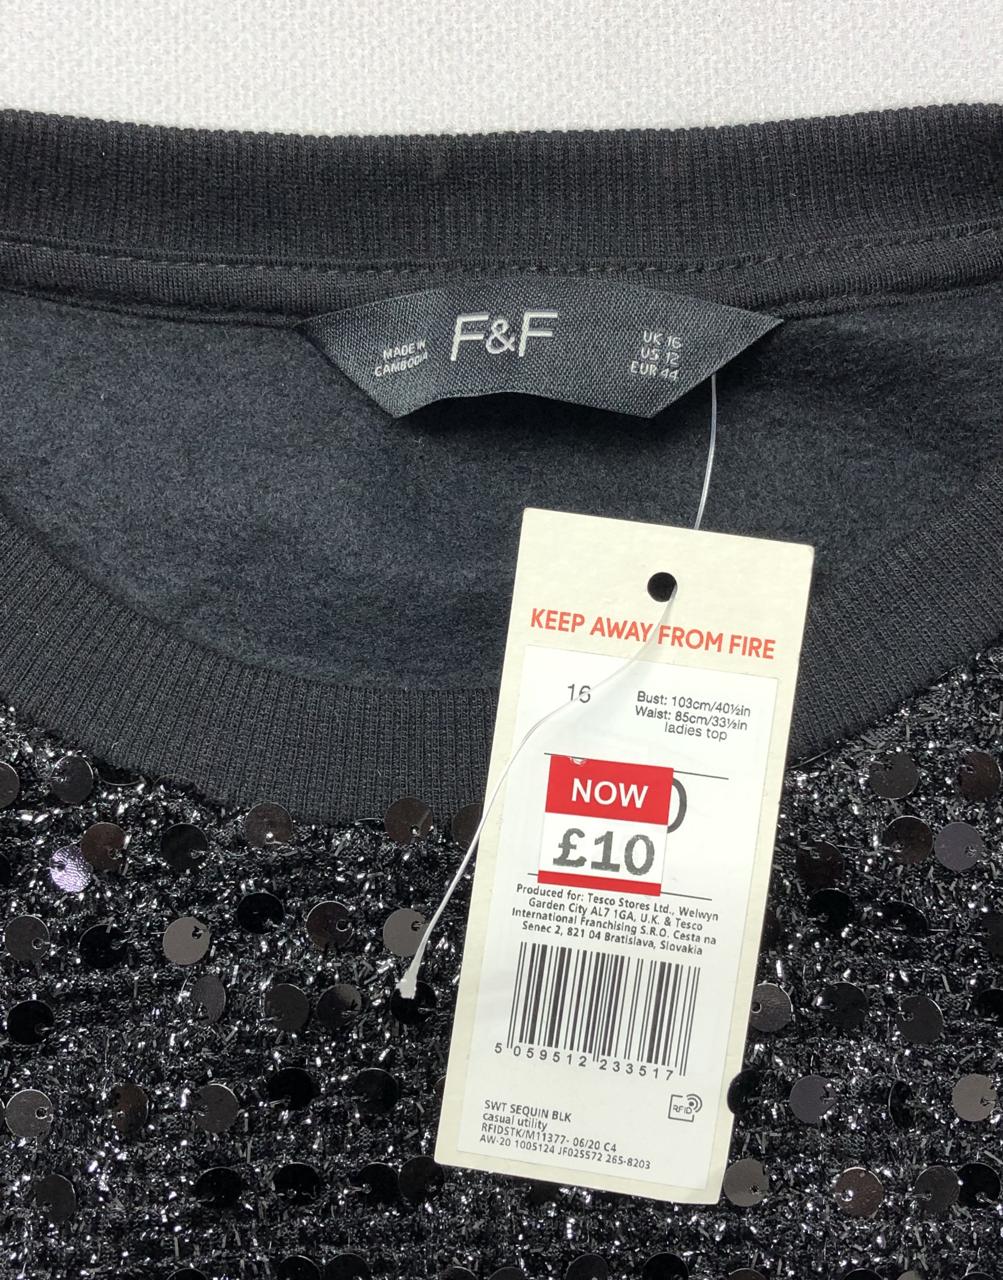 MADE IN
CAMBODIA
F&F
UK 16
US 12
EUR 44
KEEP AWAY FROM FIRE
16
Bust: 103cm/40½in
Waist: 85cm/33½in
ladies top
NOW
£10
Produced for: Tesco Stores Ltd., Welwyn
Garden City AL7 1GA, U.K. & Tesco
International Franchising S.R.O. Cesta na
Senec 2, 821 04 Bratislava, Slovakia
5 059512 233517
RFID
SWT SEQUIN BLK
casual utility
RFIDSTK/M11377- 06/20 C4
AW-20 1005124 JF025572 265-8203